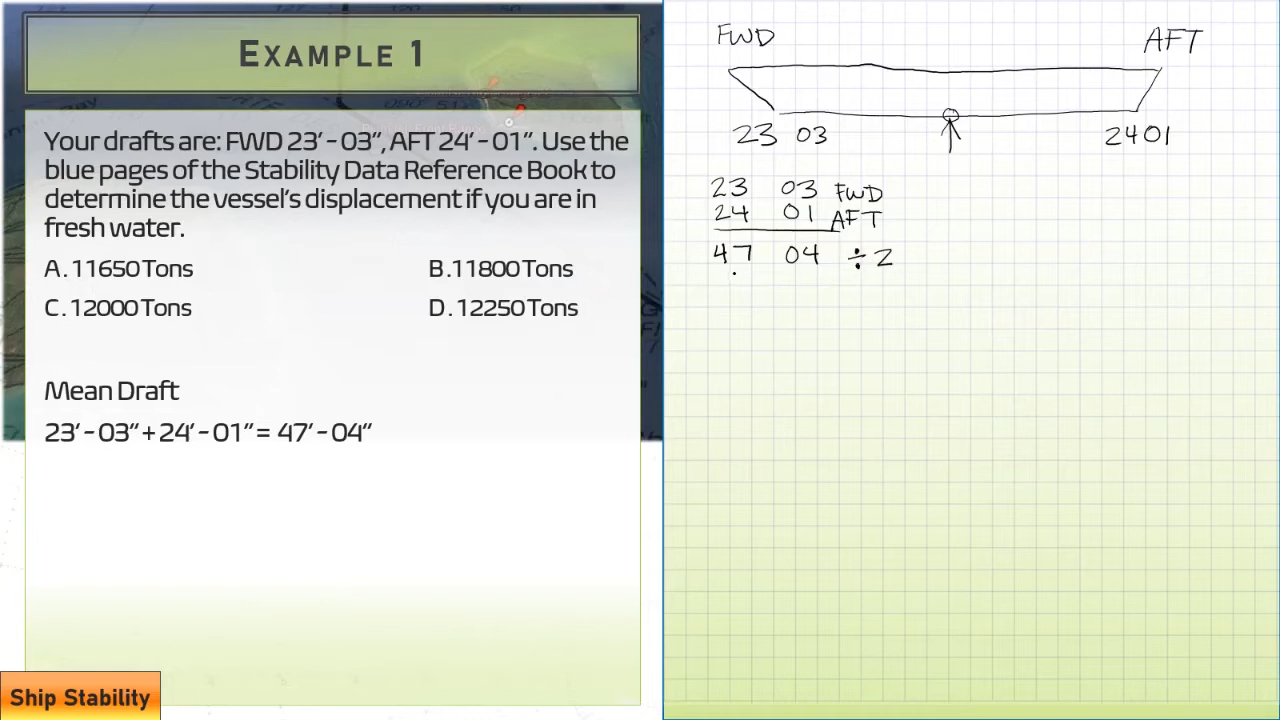 EXAMPLE 1
Your drafts are: FWD 23' - 03", AFT 24' - 01". Use the
blue pages of the Stability Data Reference Book to
determine the vessel's displacement if you are in
fresh water.
A. 11650 Tons B. 11800 Tons
C. 12000 Tons D. 12250 Tons
Mean Draft
23' - 03" + 24' - 01" = 47' - 04"
Ship Stability
FWD AFT
23 03 24 01
23 03 FWD
24 01 AFT
47 04 ÷ 2